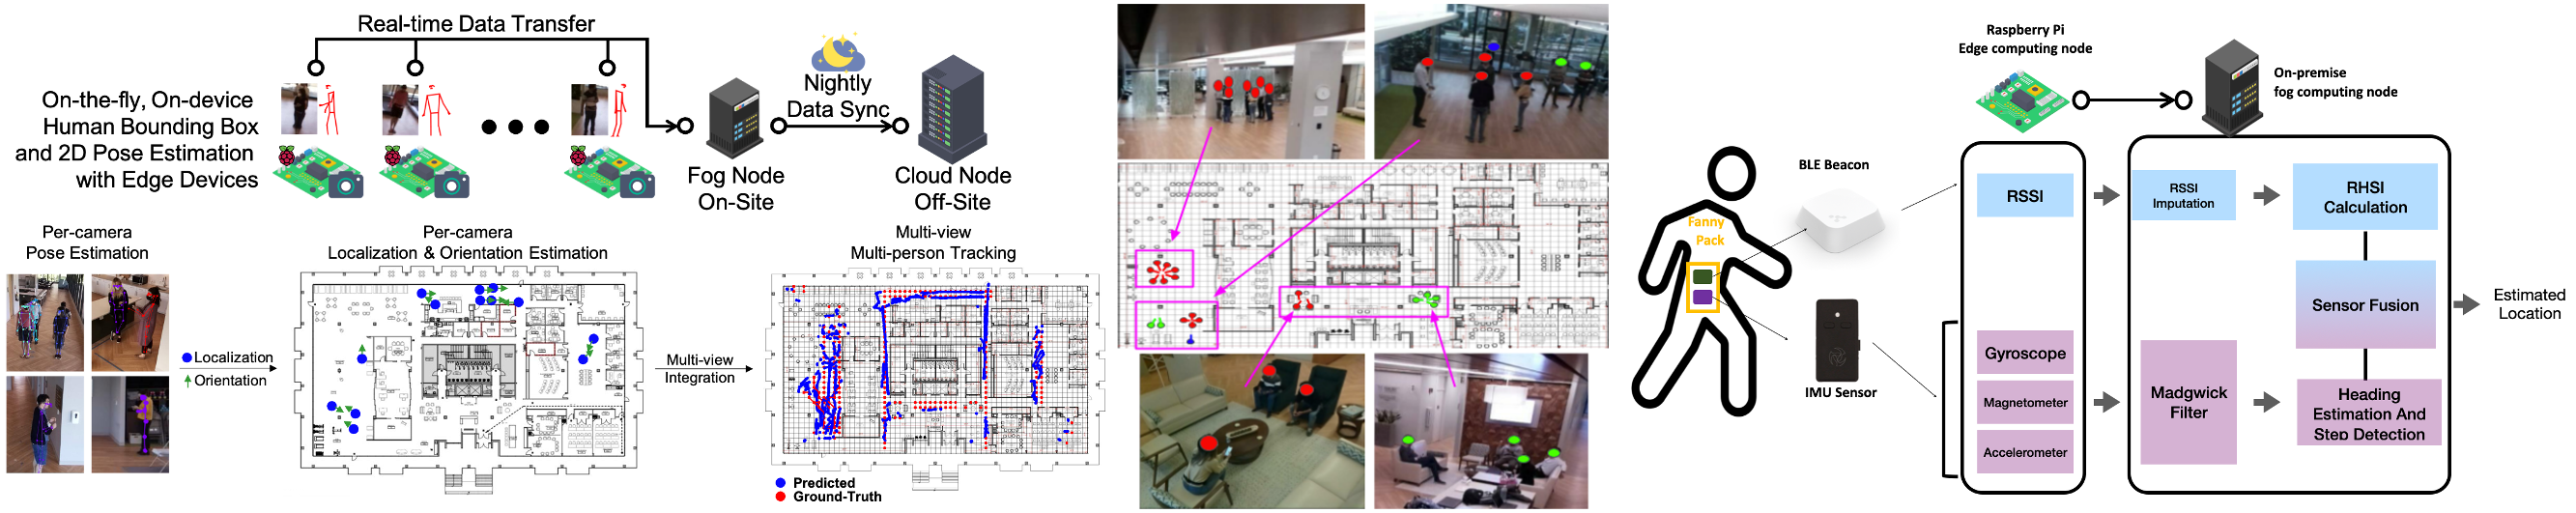 Real-time Data Transfer
On-the-fly, On-device
Human Bounding Box
and 2D Pose Estimation
with Edge Devices
Nightly
Data Sync
Fog Node
On-Site
Cloud Node
Off-Site
Per-camera
Pose Estimation
Per-camera
Localization & Orientation Estimation
Multi-view
Multi-person Tracking
Localization
Orientation
Multi-view
Integration
Predicted
Ground-Truth
Raspberry Pi
Edge computing node
On-premise
fog computing node
BLE Beacon
Fanny
Pack
IMU Sensor
RSSI
RSSI
Imputation
RHSI
Calculation
Sensor Fusion
Gyroscope
Magnetometer
Accelerometer
Madgwick
Filter
Heading
Estimation And
Step Detection
Estimated
Location